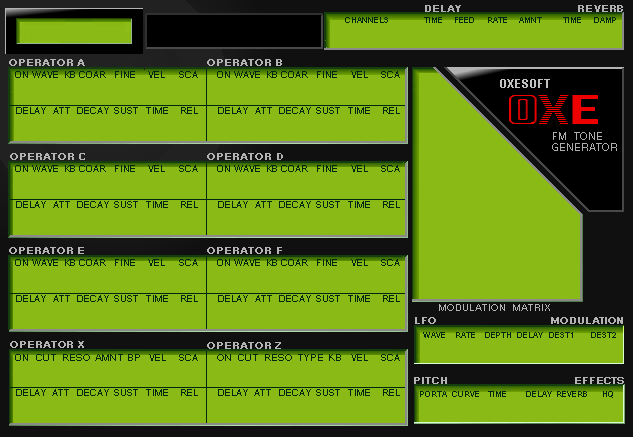 DELAY REVERB
CHANNELS TIME FEED RATE AMNT TIME DAMP
OPERATOR A OPERATOR B
ON WAVE KB COAR FINE VEL SCA ON WAVE KB COAR FINE VEL SCA
DELAY ATT DECAY SUST TIME REL DELAY ATT DECAY SUST TIME REL
OXESOFT
OXE
FM TONE
GENERATOR
OPERATOR C OPERATOR D
ON WAVE KB COAR FINE VEL SCA ON WAVE KB COAR FINE VEL SCA
DELAY ATT DECAY SUST TIME REL DELAY ATT DECAY SUST TIME REL
OPERATOR E OPERATOR F
ON WAVE KB COAR FINE VEL SCA ON WAVE KB COAR FINE VEL SCA
DELAY ATT DECAY SUST TIME REL DELAY ATT DECAY SUST TIME REL
MODULATION MATRIX
LFO MODULATION
WAVE RATE DEPTH DELAY DEST1 DEST2
OPERATOR X OPERATOR Z
ON CUT RESO AMNT BP VEL SCA ON CUT RESO TYPE KB VEL SCA
DELAY ATT DECAY SUST TIME REL DELAY ATT DECAY SUST TIME REL
PITCH EFFECTS
PORTA CURVE TIME DELAY REVERB HQ